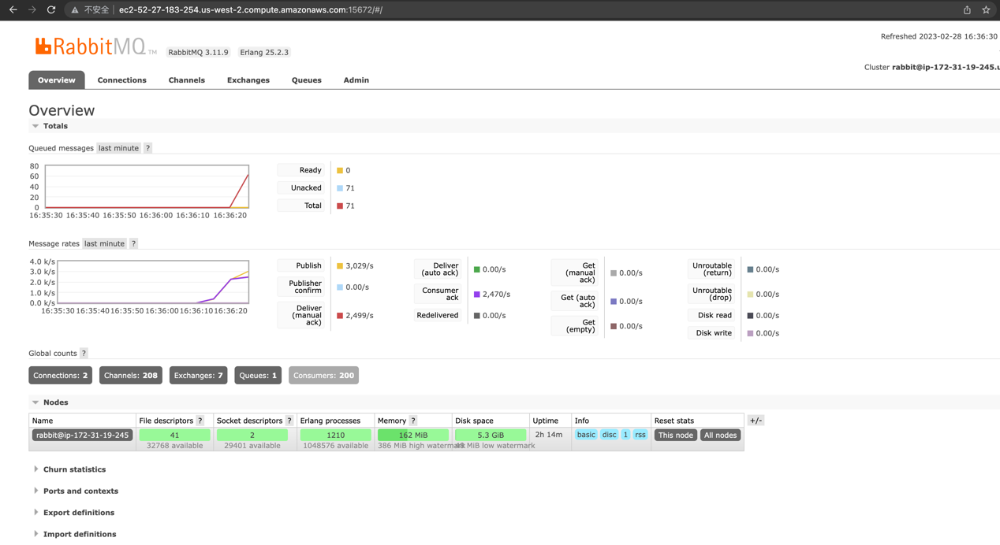 不安全 ec2-52-27-183-254.us-west-2.compute.amazonaws.com:15672/#/
Refreshed 2023-02-28 16:36:30
RabbitMQ TM RabbitMQ 3.11.9 Erlang 25.2.3
Cluster rabbit@ip-172-31-19-245.u
Overview Connections Channels Exchanges Queues Admin
Overview
Totals
Queued messages last minute ?
80
60
40
20
0
16:35:30 16:35:40 16:35:50 16:36:00 16:36:10 16:36:20
Ready 0
Unacked 71
Total 71
Message rates last minute ?
4.0 k/s
3.0 k/s
2.0 k/s
1.0 k/s
0.0 k/s
16:35:30 16:35:40 16:35:50 16:36:00 16:36:10 16:36:20
Publish 3,029/s
Publisher
confirm 0.00/s
Deliver
(manual
ack) 2,499/s
Deliver
(auto ack) 0.00/s
Consumer
ack 2,470/s
Redelivered 0.00/s
Get
(manual
ack) 0.00/s
Get (auto
ack) 0.00/s
Get
(empty) 0.00/s
Unroutable
(return) 0.00/s
Unroutable
(drop) 0.00/s
Disk read 0.00/s
Disk write 0.00/s
Global counts ?
Connections: 2 Channels: 208 Exchanges: 7 Queues: 1 Consumers: 200
Nodes
Name File descriptors ? Socket descriptors ? Erlang processes Memory ? Disk space Uptime Info Reset stats +/-
rabbit@ip-172-31-19-245 41 2 1210 162 MiB 5.3 GiB 2h 14m basic disc 1 rss This node All nodes
32768 available 29401 available 1048576 available 386 MiB high watermark 48 MiB low watermark
Churn statistics
Ports and contexts
Export definitions
Import definitions